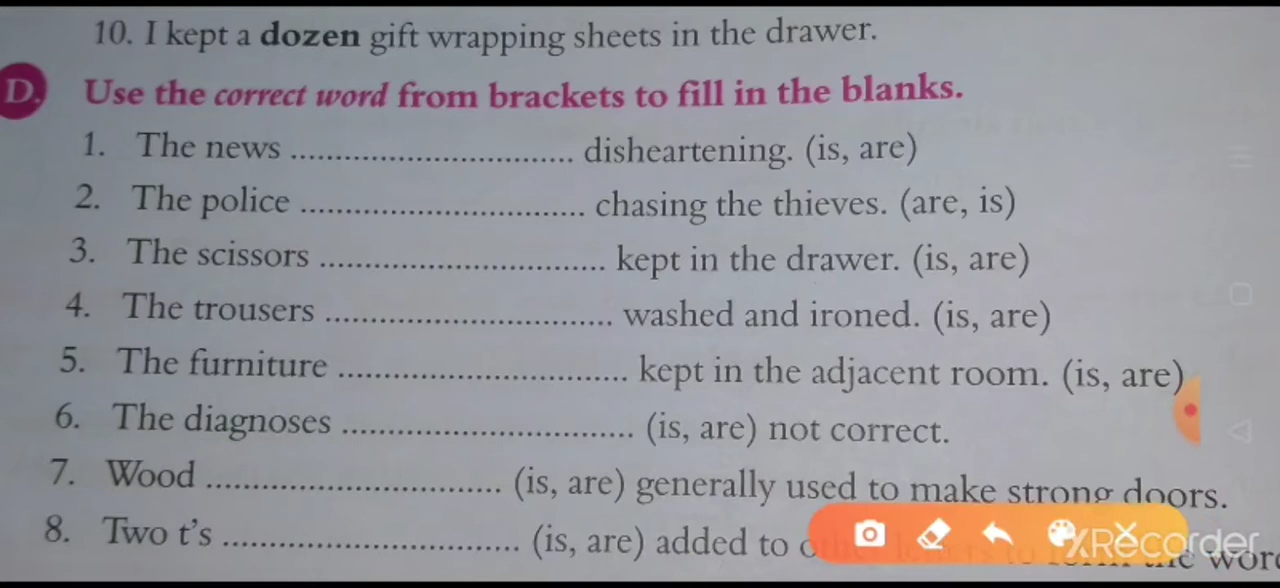 10. I kept a dozen gift wrapping sheets in the drawer.
D. Use the correct word from brackets to fill in the blanks.
1. The news ............................ disheartening. (is, are)
2. The police ............................ chasing the thieves. (are, is)
3. The scissors ............................ kept in the drawer. (is, are)
4. The trousers ............................ washed and ironed. (is, are)
5. The furniture ............................ kept in the adjacent room. (is, are)
6. The diagnoses ............................ (is, are) not correct.
7. Wood ............................ (is, are) generally used to make strong doors.
8. Two t's ............................ (is, are) added to
XRecorder